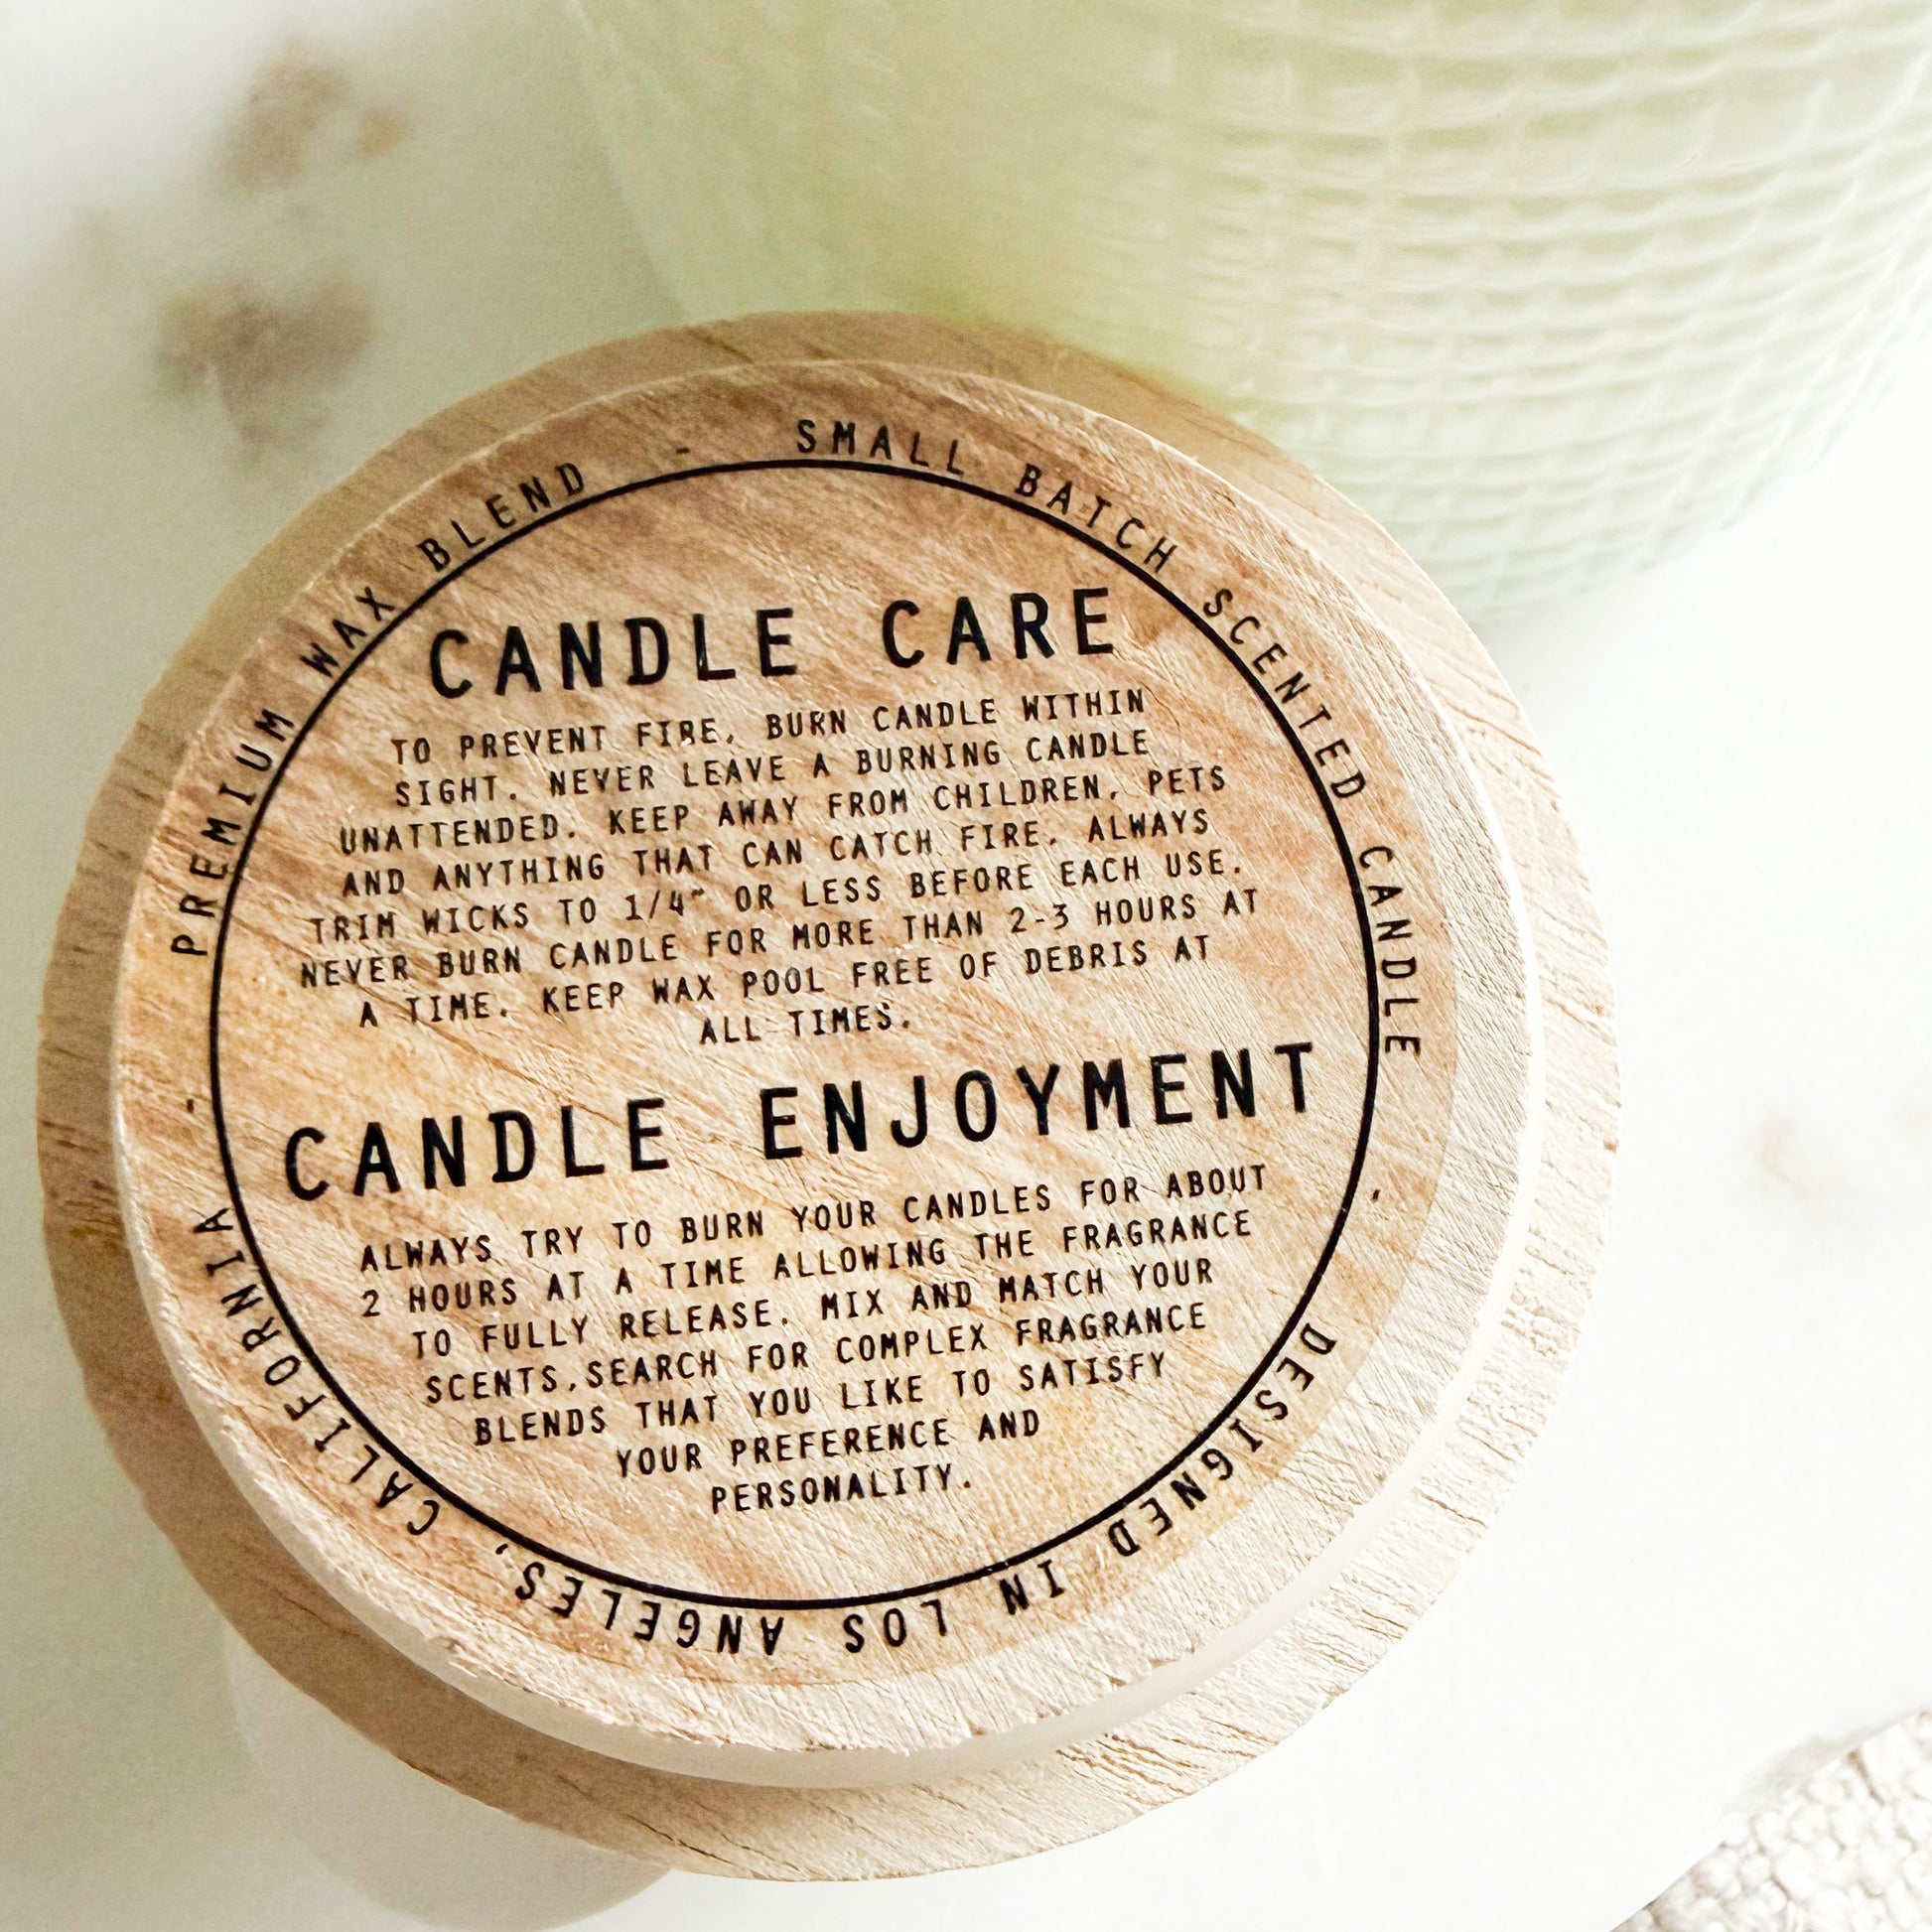 PREMIUM WAX BLEND - SMALL BATCH SCENTED CANDLE - DESIGNED IN LOS ANGELES, CALIFORNIA -
CANDLE CARE
TO PREVENT FIRE, BURN CANDLE WITHIN
SIGHT. NEVER LEAVE A BURNING CANDLE
UNATTENDED. KEEP AWAY FROM CHILDREN, PETS
AND ANYTHING THAT CAN CATCH FIRE. ALWAYS
TRIM WICKS TO 1/4" OR LESS BEFORE EACH USE.
NEVER BURN CANDLE FOR MORE THAN 2-3 HOURS AT
A TIME. KEEP WAX POOL FREE OF DEBRIS AT
ALL TIMES.
CANDLE ENJOYMENT
ALWAYS TRY TO BURN YOUR CANDLES FOR ABOUT
2 HOURS AT A TIME ALLOWING THE FRAGRANCE
TO FULLY RELEASE. MIX AND MATCH YOUR
SCENTS,SEARCH FOR COMPLEX FRAGRANCE
BLENDS THAT YOU LIKE TO SATISFY
YOUR PREFERENCE AND
PERSONALITY.